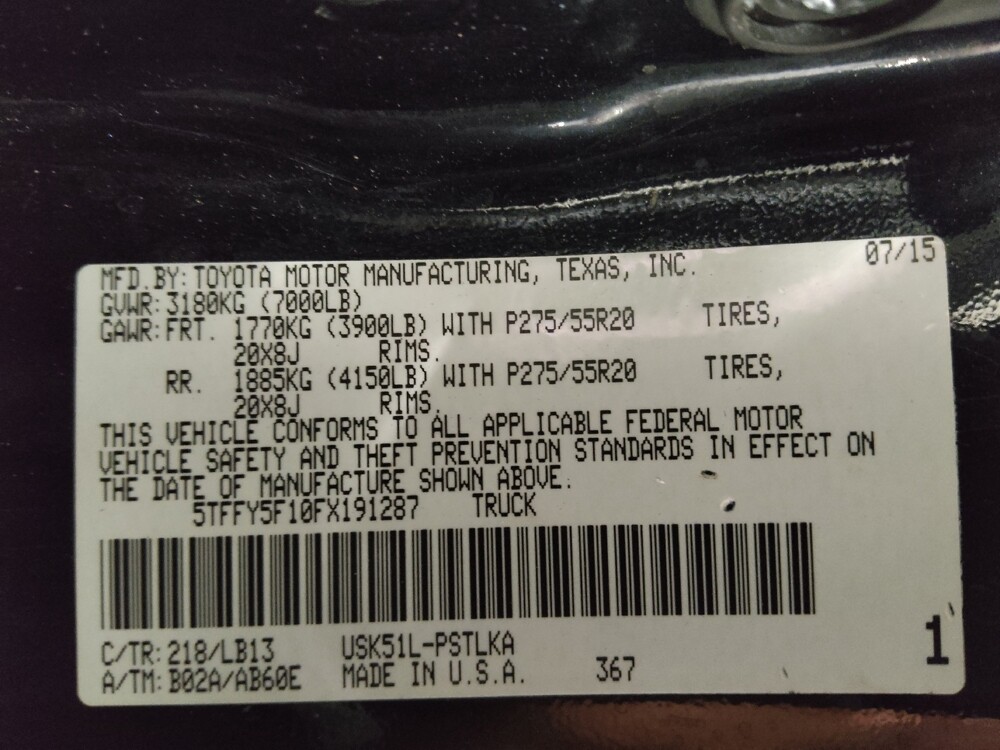 07/15
MFD.BY: TOYOTA MOTOR MANUFACTURING, TEXAS, INC.
GVWR: 3180KG (7000LB)
GAWR: FRT. 1770KG (3900LB) WITH P275/55R20 TIRES,
20X8J RIMS.
RR. 1885KG (4150LB) WITH P275/55R20 TIRES,
20X8J RIMS.
THIS VEHICLE CONFORMS TO ALL APPLICABLE FEDERAL MOTOR
VEHICLE SAFETY AND THEFT PREVENTION STANDARDS IN EFFECT ON
THE DATE OF MANUFACTURE SHOWN ABOVE.
5TFFY5F10FX191287 TRUCK
C/TR: 218/LB13 USK51L-PSTLKA
A/TM: B02A/AB60E MADE IN U.S.A. 367
1